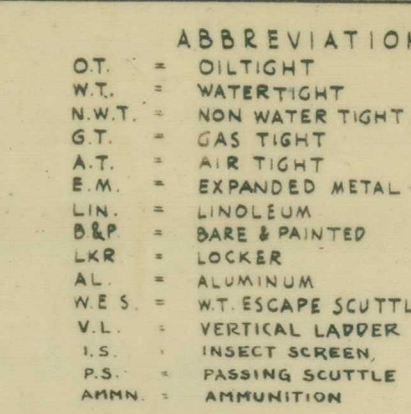 ABBREVIATION
O.T. = OILTIGHT
W.T. = WATERTIGHT
N.W.T. = NON WATER TIGHT
G.T. = GAS TIGHT
A.T. = AIR TIGHT
E.M. = EXPANDED METAL
LIN. = LINOLEUM
B.&P. = BARE & PAINTED
LKR = LOCKER
AL. = ALUMINUM
W.E S. = W.T. ESCAPE SCUTTL
V.L. = VERTICAL LADDER
I.S. = INSECT SCREEN,
P.S. = PASSING SCUTTLE
AMMN. = AMMUNITION